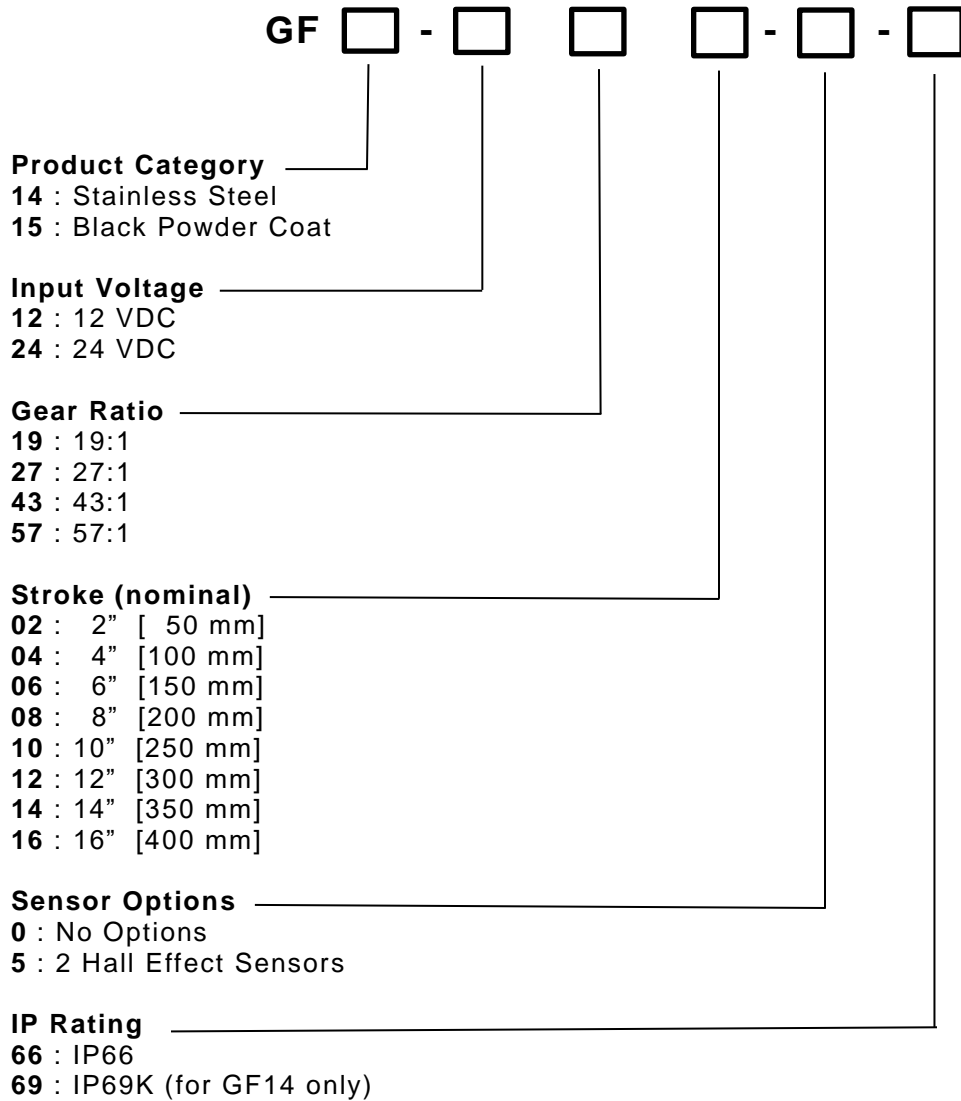 GF - - -
Product Category
14 : Stainless Steel
15 : Black Powder Coat
Input Voltage
12 : 12 VDC
24 : 24 VDC
Gear Ratio
19 : 19:1
27 : 27:1
43 : 43:1
57 : 57:1
Stroke (nominal)
02 : 2” [ 50 mm]
04 : 4” [100 mm]
06 : 6” [150 mm]
08 : 8” [200 mm]
10 : 10” [250 mm]
12 : 12” [300 mm]
14 : 14” [350 mm]
16 : 16” [400 mm]
Sensor Options
0 : No Options
5 : 2 Hall Effect Sensors
IP Rating
66 : IP66
69 : IP69K (for GF14 only)